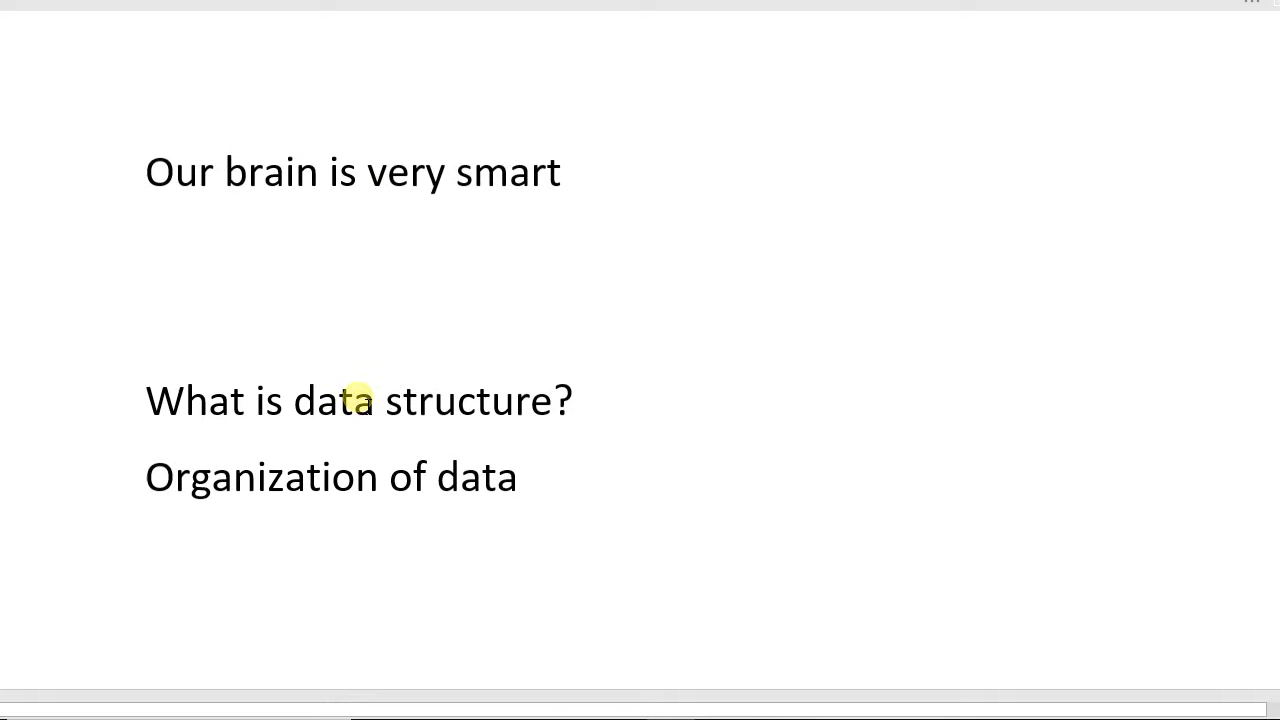 Our brain is very smart
What is data structure?
Organization of data